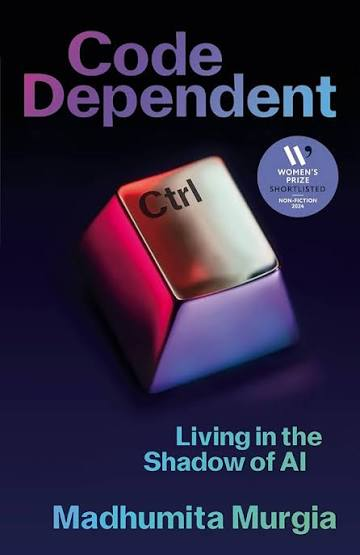 Code
Dependent
W'
WOMEN'S
PRIZE
SHORTLISTED
NON-FICTION
2024
Ctrl
Living in the
Shadow of AI
Madhumita Murgia